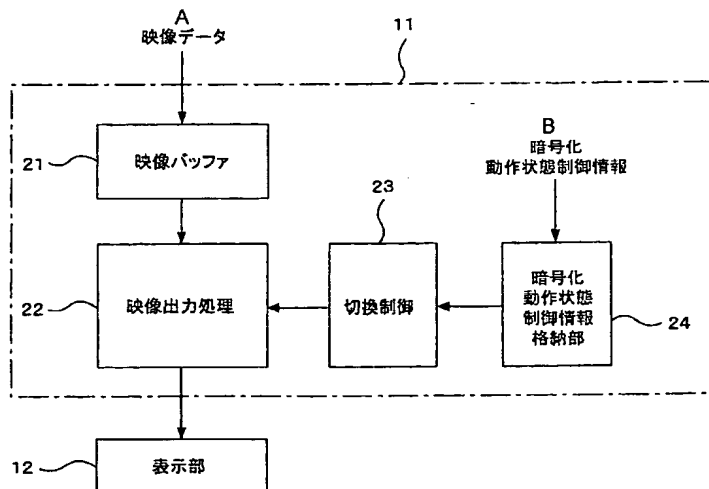 A
映像データ
11
21
映像バッファ
B
暗号化
動作状態制御情報
23
22
映像出力処理
切換制御
暗号化
動作状態
制御情報
格納部
24
12
表示部